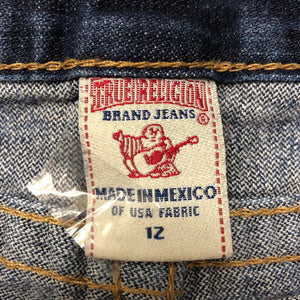 TRUE RELIGION
BRAND JEANS ®
MADE IN MEXICO
OF USA FABRIC
12